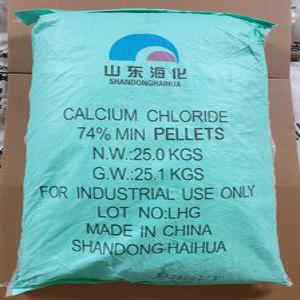 山东海化
SHANDONGHAIHUA
CALCIUM CHLORIDE
74% MIN PELLETS
N.W.:25.0 KGS
G.W.:25.1 KGS
FOR INDUSTRIAL USE ONLY
LOT NO:LHG
MADE IN CHINA
SHANDONG HAIHUA